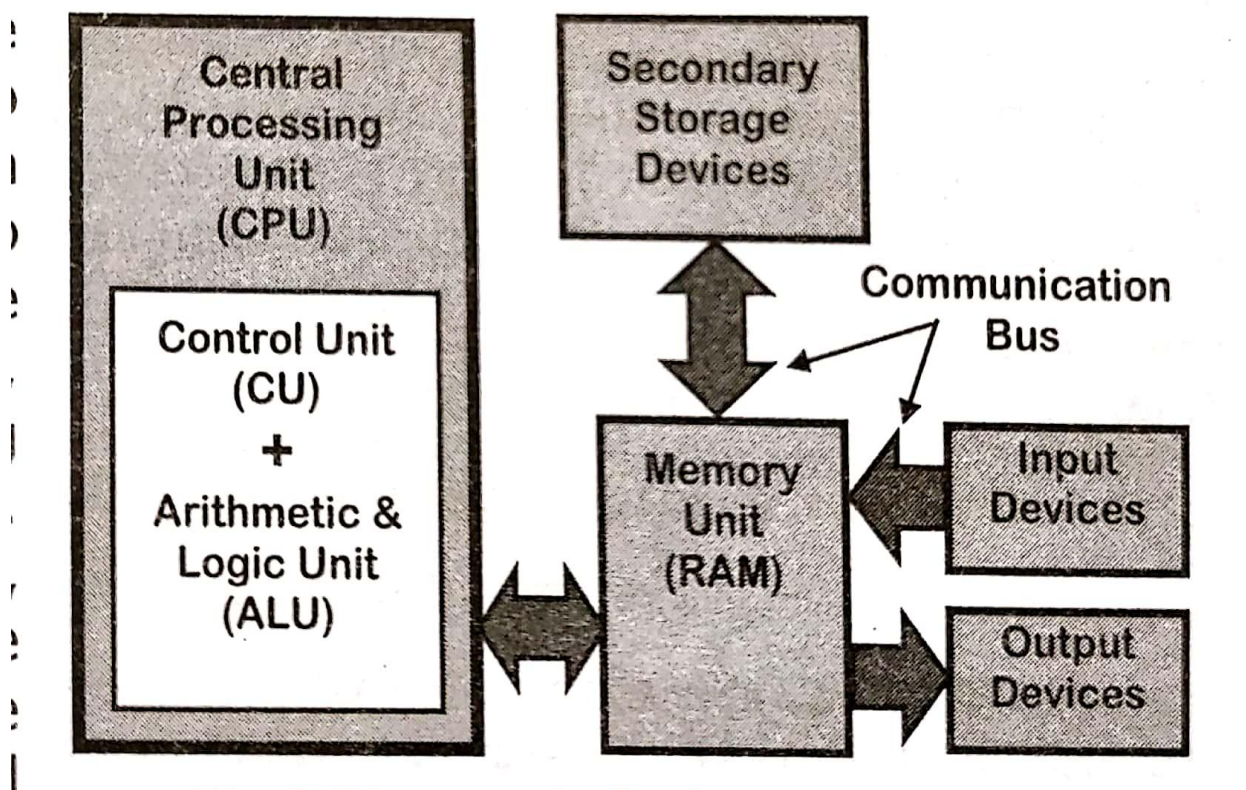 Central
Processing
Unit
(CPU)
Control Unit
(CU)
+
Arithmetic &
Logic Unit
(ALU)
Secondary
Storage
Devices
Communication
Bus
Memory
Unit
(RAM)
Input
Devices
Output
Devices